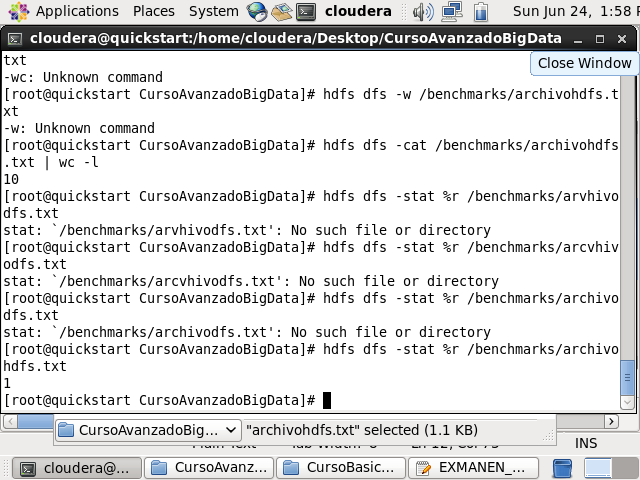 Applications Places System cloudera Sun Jun 24, 1:58
cloudera@quickstart:/home/cloudera/Desktop/CursoAvanzadoBigData
Close Window
txt
-wc: Unknown command
[root@quickstart CursoAvanzadoBigData]# hdfs dfs -w /benchmarks/archivohdfs.t
xt
-w: Unknown command
[root@quickstart CursoAvanzadoBigData]# hdfs dfs -cat /benchmarks/archivohdfs
.txt | wc -l
10
[root@quickstart CursoAvanzadoBigData]# hdfs dfs -stat %r /benchmarks/arvhivo
dfs.txt
stat: `/benchmarks/arvhivodfs.txt': No such file or directory
[root@quickstart CursoAvanzadoBigData]# hdfs dfs -stat %r /benchmarks/arcvhiv
odfs.txt
stat: `/benchmarks/arcvhivodfs.txt': No such file or directory
[root@quickstart CursoAvanzadoBigData]# hdfs dfs -stat %r /benchmarks/archivo
dfs.txt
stat: `/benchmarks/archivodfs.txt': No such file or directory
[root@quickstart CursoAvanzadoBigData]# hdfs dfs -stat %r /benchmarks/archivo
hdfs.txt
1
[root@quickstart CursoAvanzadoBigData]#
CursoAvanzadoBig... "archivohdfs.txt" selected (1.1 KB)
INS
cloudera@... CursoAvanz... CursoBasic... EXMANEN_...